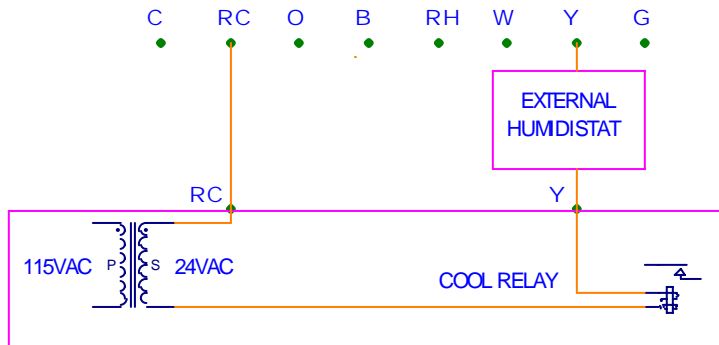 C RC O B RH W Y G
EXTERNAL
HUMIDISTAT
RC Y
115VAC P S 24VAC
COOL RELAY